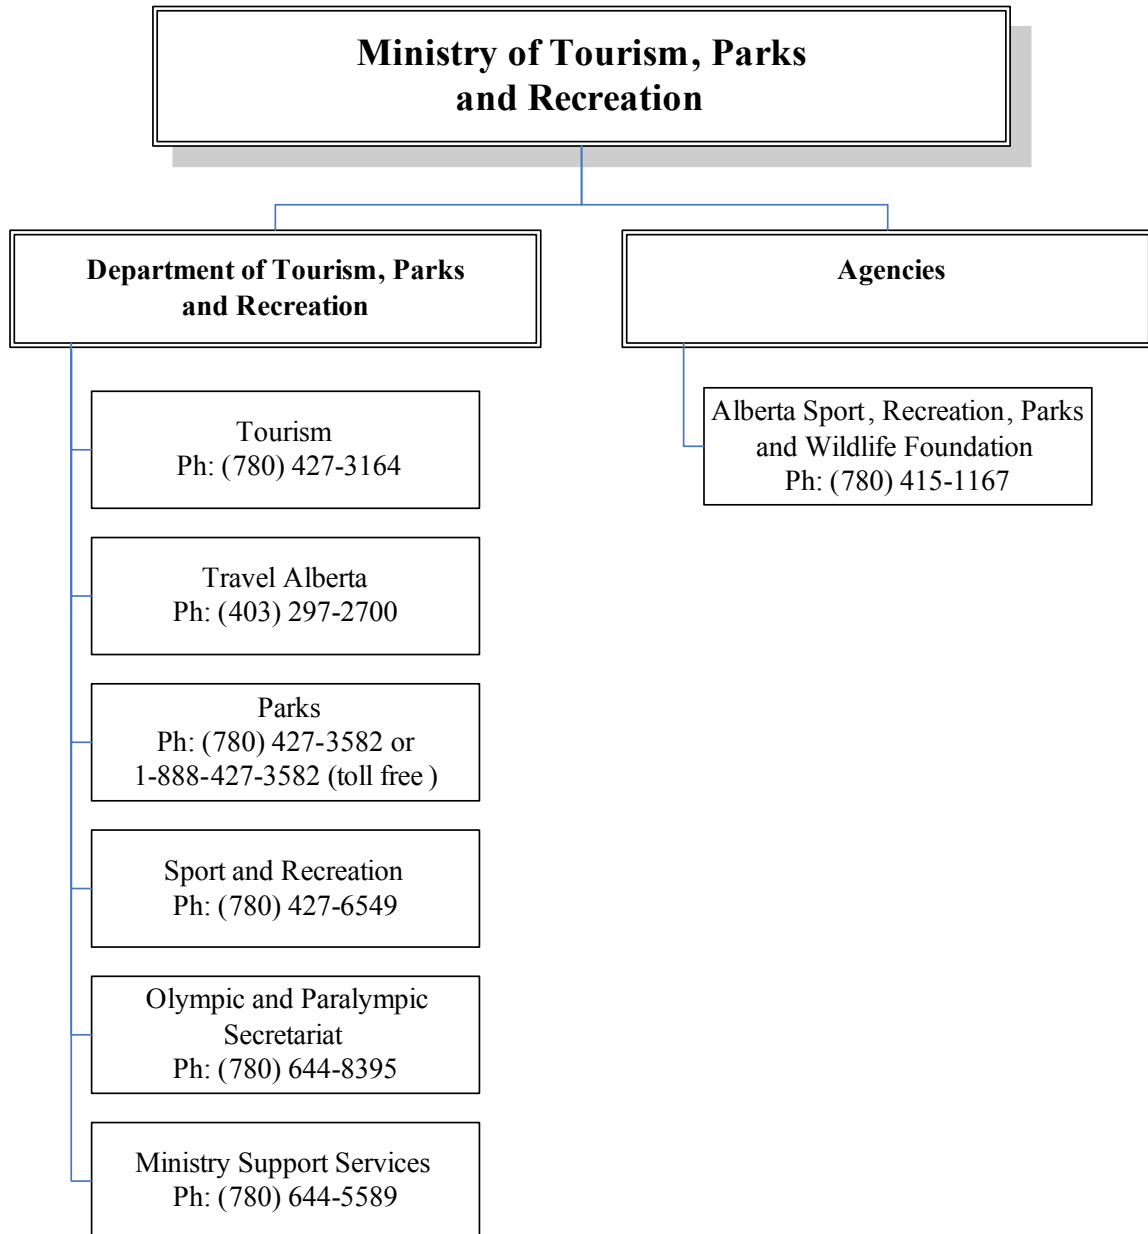 Ministry of Tourism, Parks
and Recreation
Department of Tourism, Parks
and Recreation
Agencies
Tourism
Ph: (780) 427-3164
Travel Alberta
Ph: (403) 297-2700
Parks
Ph: (780) 427-3582 or
1-888-427-3582 (toll free )
Sport and Recreation
Ph: (780) 427-6549
Olympic and Paralympic
Secretariat
Ph: (780) 644-8395
Ministry Support Services
Ph: (780) 644-5589
Alberta Sport, Recreation, Parks
and Wildlife Foundation
Ph: (780) 415-1167